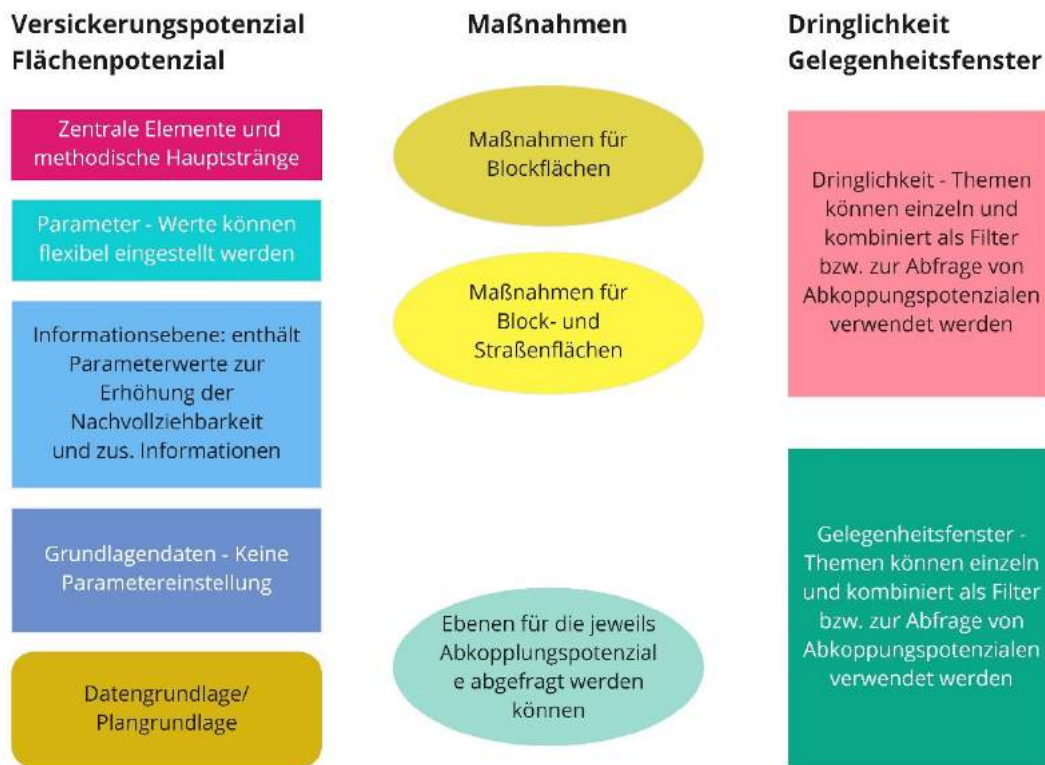 Versickerungspotenzial
Flächenpotenzial
Zentrale Elemente und
methodische Hauptstränge
Parameter - Werte können
flexibel eingestellt werden
Informationsebene: enthält
Parameterwerte zur
Erhöhung der
Nachvollziehbarkeit
und zus. Informationen
Grundlagendaten - Keine
Parametereinstellung
Datengrundlage/
Plangrundlage
Maßnahmen
Maßnahmen für
Blockflächen
Maßnahmen für
Block- und
Straßenflächen
Ebenen für die jeweils
Abkopplungspotenzial
e abgefragt werden
können
Dringlichkeit
Gelegenheitsfenster
Dringlichkeit - Themen
können einzeln und
kombiniert als Filter
bzw. zur Abfrage von
Abkoppungspotenzialen
verwendet werden
Gelegenheitsfenster -
Themen können einzeln
und kombiniert als Filter
bzw. zur Abfrage von
Abkoppungspotenzialen
verwendet werden